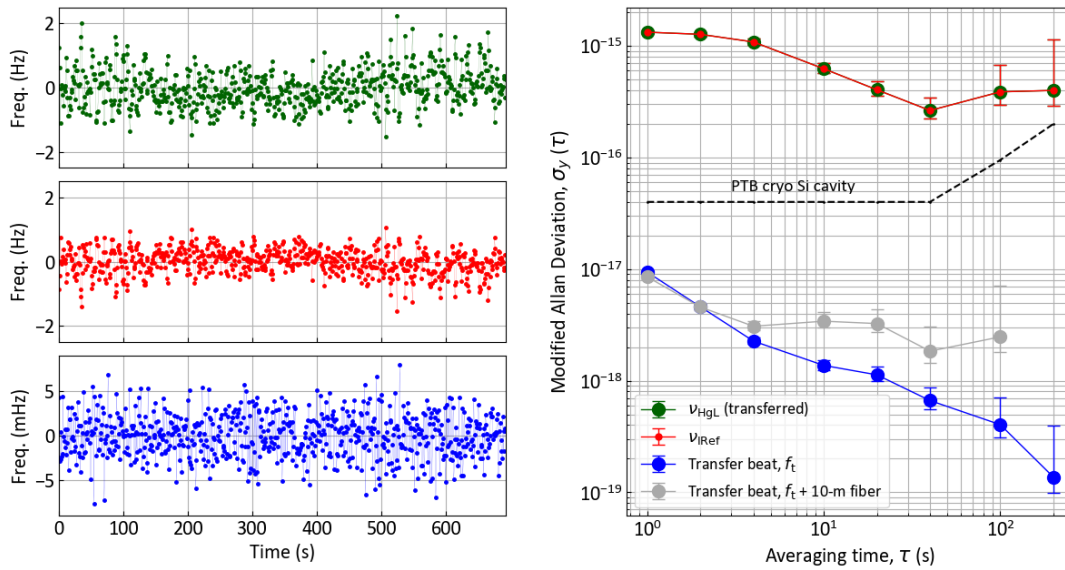 Freq. (Hz)
2
0
−2
Freq. (Hz)
2
0
−2
Freq. (mHz)
5
0
−5
0 100 200 300 400 500 600
Time (s)
Modified Allan Deviation, σy (τ)
10⁻¹⁵
10⁻¹⁶
10⁻¹⁷
10⁻¹⁸
10⁻¹⁹
PTB cryo Si cavity
νHgL (transferred)
νIRef
Transfer beat, ft
Transfer beat, ft + 10-m fiber
10⁰ 10¹ 10²
Averaging time, τ (s)